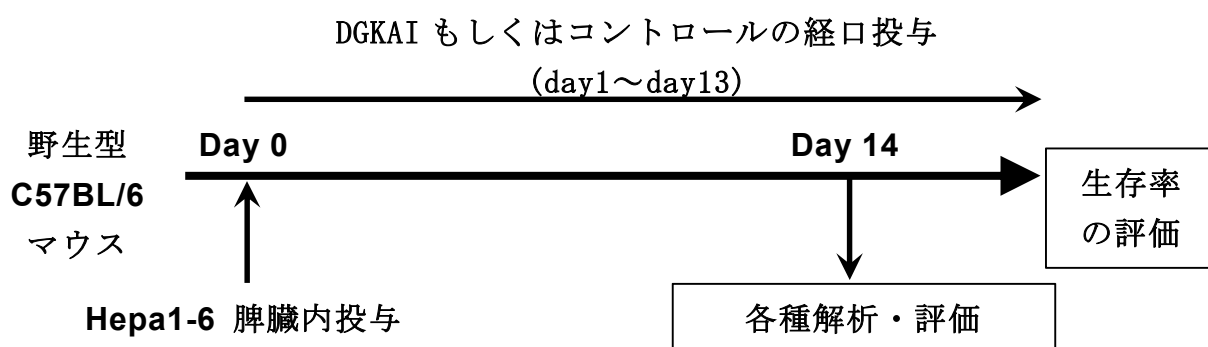 DGKAI もしくはコントロールの経口投与
(day1～day13)
野生型
C57BL/6
マウス
Day 0
Day 14
生存率
の評価
Hepa1-6 脾臓内投与
各種解析・評価